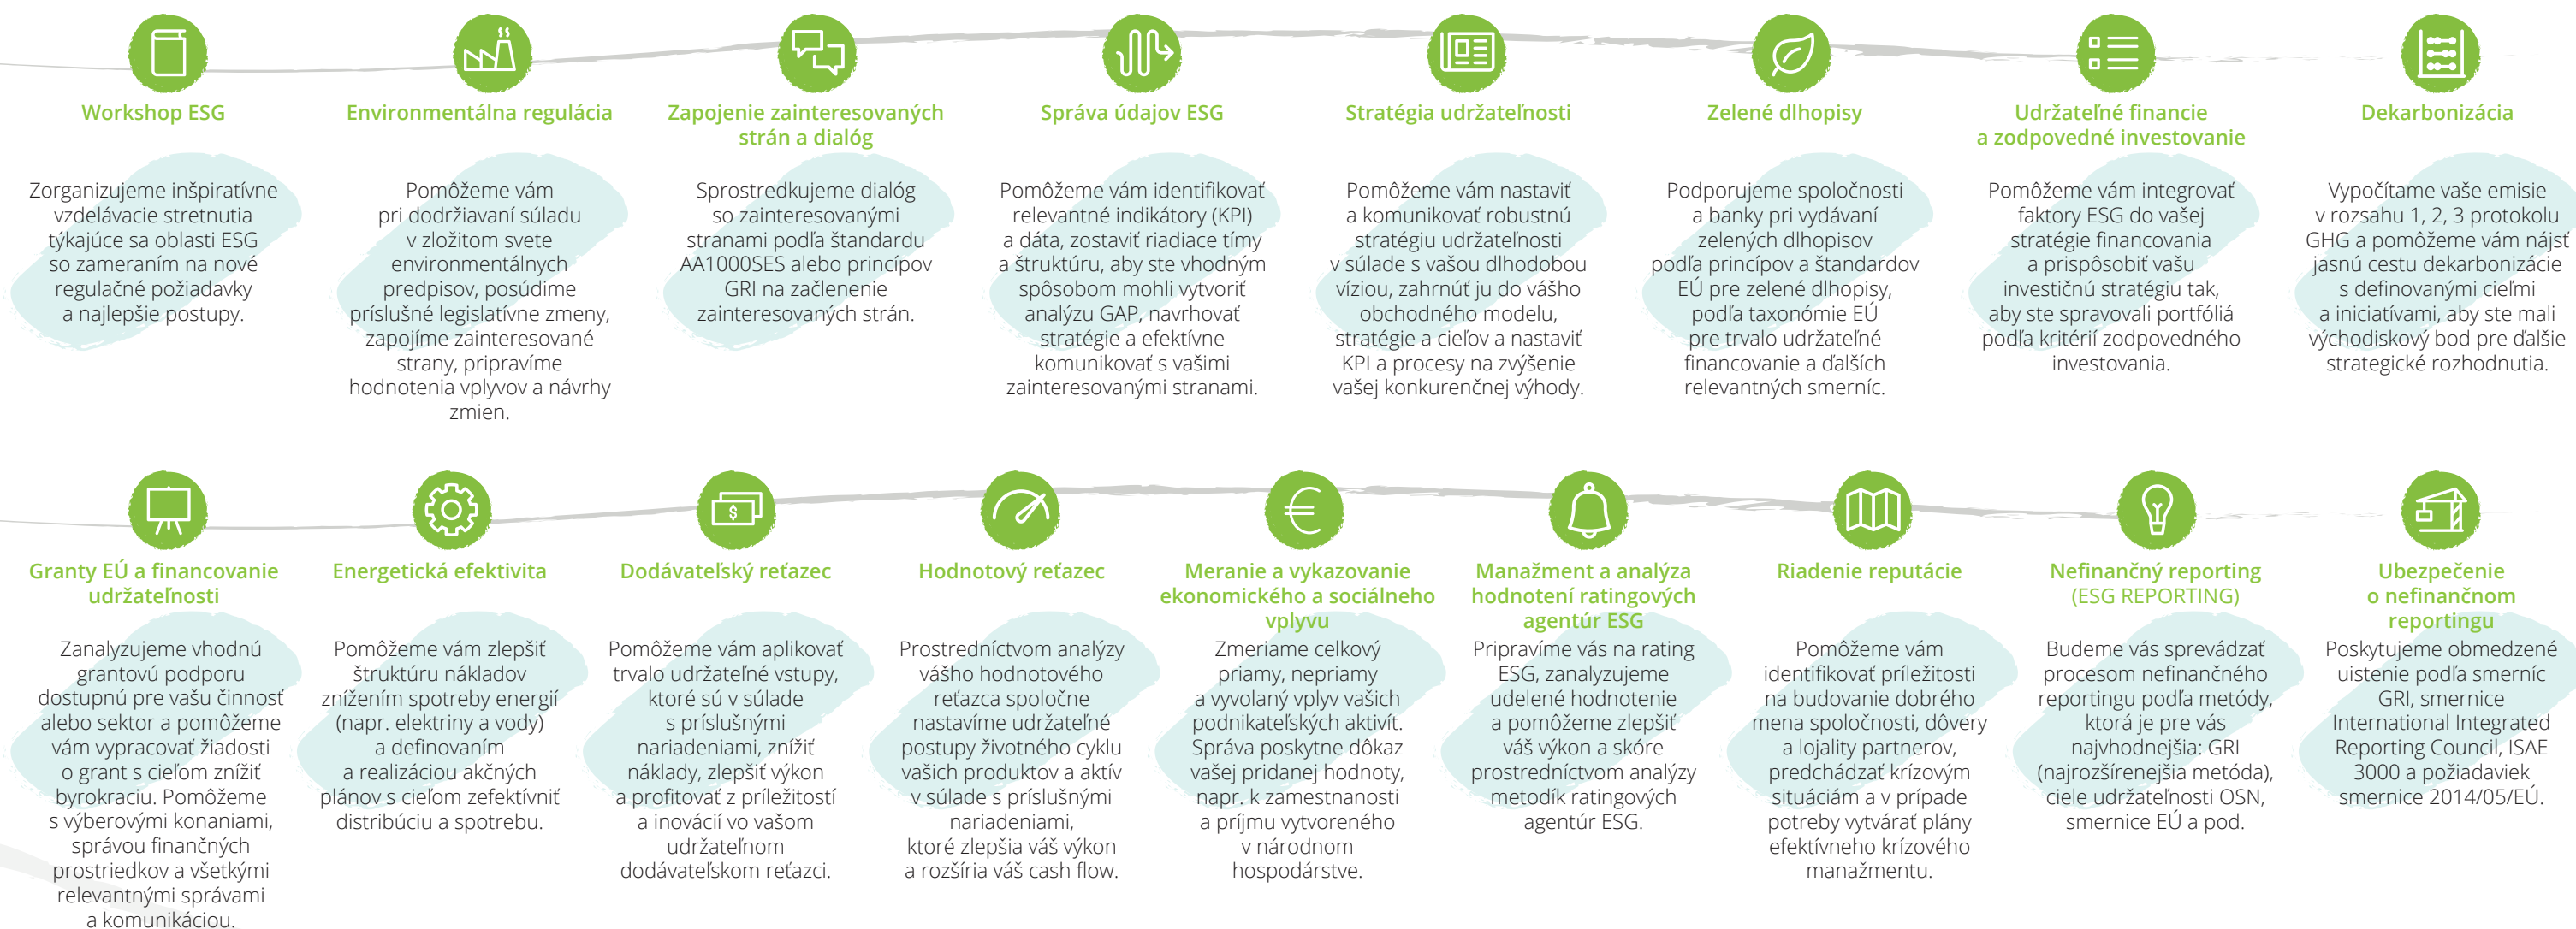 Workshop ESG
Zorganizujeme inšpiratívne
vzdelávacie stretnutia
týkajúce sa oblasti ESG
so zameraním na nové
regulačné požiadavky
a najlepšie postupy.
Environmentálna regulácia
Pomôžeme vám
pri dodržiavaní súladu
v zložitom svete
environmentálnych
predpisov, posúdime
príslušné legislatívne zmeny,
zapojíme zainteresované
strany, pripravíme
hodnotenia vplyvov a návrhy
zmien.
Zapojenie zainteresovaných
strán a dialóg
Sprostredkujeme dialóg
so zainteresovanými
stranami podľa štandardu
AA1000SES alebo princípov
GRI na začlenenie
zainteresovaných strán.
Správa údajov ESG
Pomôžeme vám identifikovať
relevantné indikátory (KPI)
a dáta, zostaviť riadiace tímy
a štruktúru, aby ste vhodným
spôsobom mohli vytvoriť
analýzu GAP, navrhovať
stratégie a efektívne
komunikovať s vašimi
zainteresovanými stranami.
Stratégia udržateľnosti
Pomôžeme vám nastaviť
a komunikovať robustnú
stratégiu udržateľnosti
v súlade s vašou dlhodobou
víziou, zahrnúť ju do vášho
obchodného modelu,
stratégie a cieľov a nastaviť
KPI a procesy na zvýšenie
vašej konkurenčnej výhody.
Zelené dlhopisy
Podporujeme spoločnosti
a banky pri vydávaní
zelených dlhopisov
podľa princípov a štandardov
EÚ pre zelené dlhopisy,
podľa taxonómie EÚ
pre trvalo udržateľné
financovanie a ďalších
relevantných smerníc.
Udržateľné financie
a zodpovedné investovanie
Pomôžeme vám integrovať
faktory ESG do vašej
stratégie financovania
a prispôsobiť vašu
investičnú stratégiu tak,
aby ste spravovali portfóliá
podľa kritérií zodpovedného
investovania.
Dekarbonizácia
Vypočítame vaše emisie
v rozsahu 1, 2, 3 protokolu
GHG a pomôžeme vám nájsť
jasnú cestu dekarbonizácie
s definovanými cieľmi
a iniciatívami, aby ste mali
východiskový bod pre ďalšie
strategické rozhodnutia.
Granty EÚ a financovanie
udržateľnosti
Zanalyzujeme vhodnú
grantovú podporu
dostupnú pre vašu činnosť
alebo sektor a pomôžeme
vám vypracovať žiadosti
o grant s cieľom znížiť
byrokraciu. Pomôžeme
s výberovými konaniami,
správou finančných
prostriedkov a všetkými
relevantnými správami
a komunikáciou.
Energetická efektivita
Pomôžeme vám zlepšiť
štruktúru nákladov
znížením spotreby energií
(napr. elektriny a vody)
a definovaním
a realizáciou akčných
plánov s cieľom zefektívniť
distribúciu a spotrebu.
Dodávateľský reťazec
Pomôžeme vám aplikovať
trvalo udržateľné vstupy,
ktoré sú v súlade
s príslušnými
nariadeniami, znížiť
náklady, zlepšiť výkon
a profitovať z príležitostí
a inovácií vo vašom
udržateľnom
dodávateľskom reťazci.
Hodnotový reťazec
Prostredníctvom analýzy
vášho hodnotového
reťazca spoločne
nastavíme udržateľné
postupy životného cyklu
vašich produktov a aktív
v súlade s príslušnými
nariadeniami,
ktoré zlepšia váš výkon
a rozšíria váš cash flow.
Meranie a vykazovanie
ekonomického a sociálneho
vplyvu
Zmeriame celkový
priamy, nepriamy
a vyvolaný vplyv vašich
podnikateľských aktivít.
Správa poskytne dôkaz
vašej pridanej hodnoty,
napr. k zamestnanosti
a príjmu vytvoreného
v národnom
hospodárstve.
Manažment a analýza
hodnotení ratingových
agentúr ESG
Pripravíme vás na rating
ESG, zanalyzujeme
udelené hodnotenie
a pomôžeme zlepšiť
váš výkon a skóre
prostredníctvom analýzy
metodík ratingových
agentúr ESG.
Riadenie reputácie
Pomôžeme vám
identifikovať príležitosti
na budovanie dobrého
mena spoločnosti, dôvery
a lojality partnerov,
predchádzať krízovým
situáciám a v prípade
potreby vytvárať plány
efektívneho krízového
manažmentu.
Nefinančný reporting
(ESG REPORTING)
Budeme vás sprevádzať
procesom nefinančného
reportingu podľa metódy,
ktorá je pre vás
najvhodnejšia: GRI
(najrozšírenejšia metóda),
ciele udržateľnosti OSN,
smernice EÚ a pod.
Ubezpečenie
o nefinančnom
reportingu
Poskytujeme obmedzené
uistenie podľa smerníc
GRI, smernice
International Integrated
Reporting Council, ISAE
3000 a požiadaviek
smernice 2014/05/EÚ.